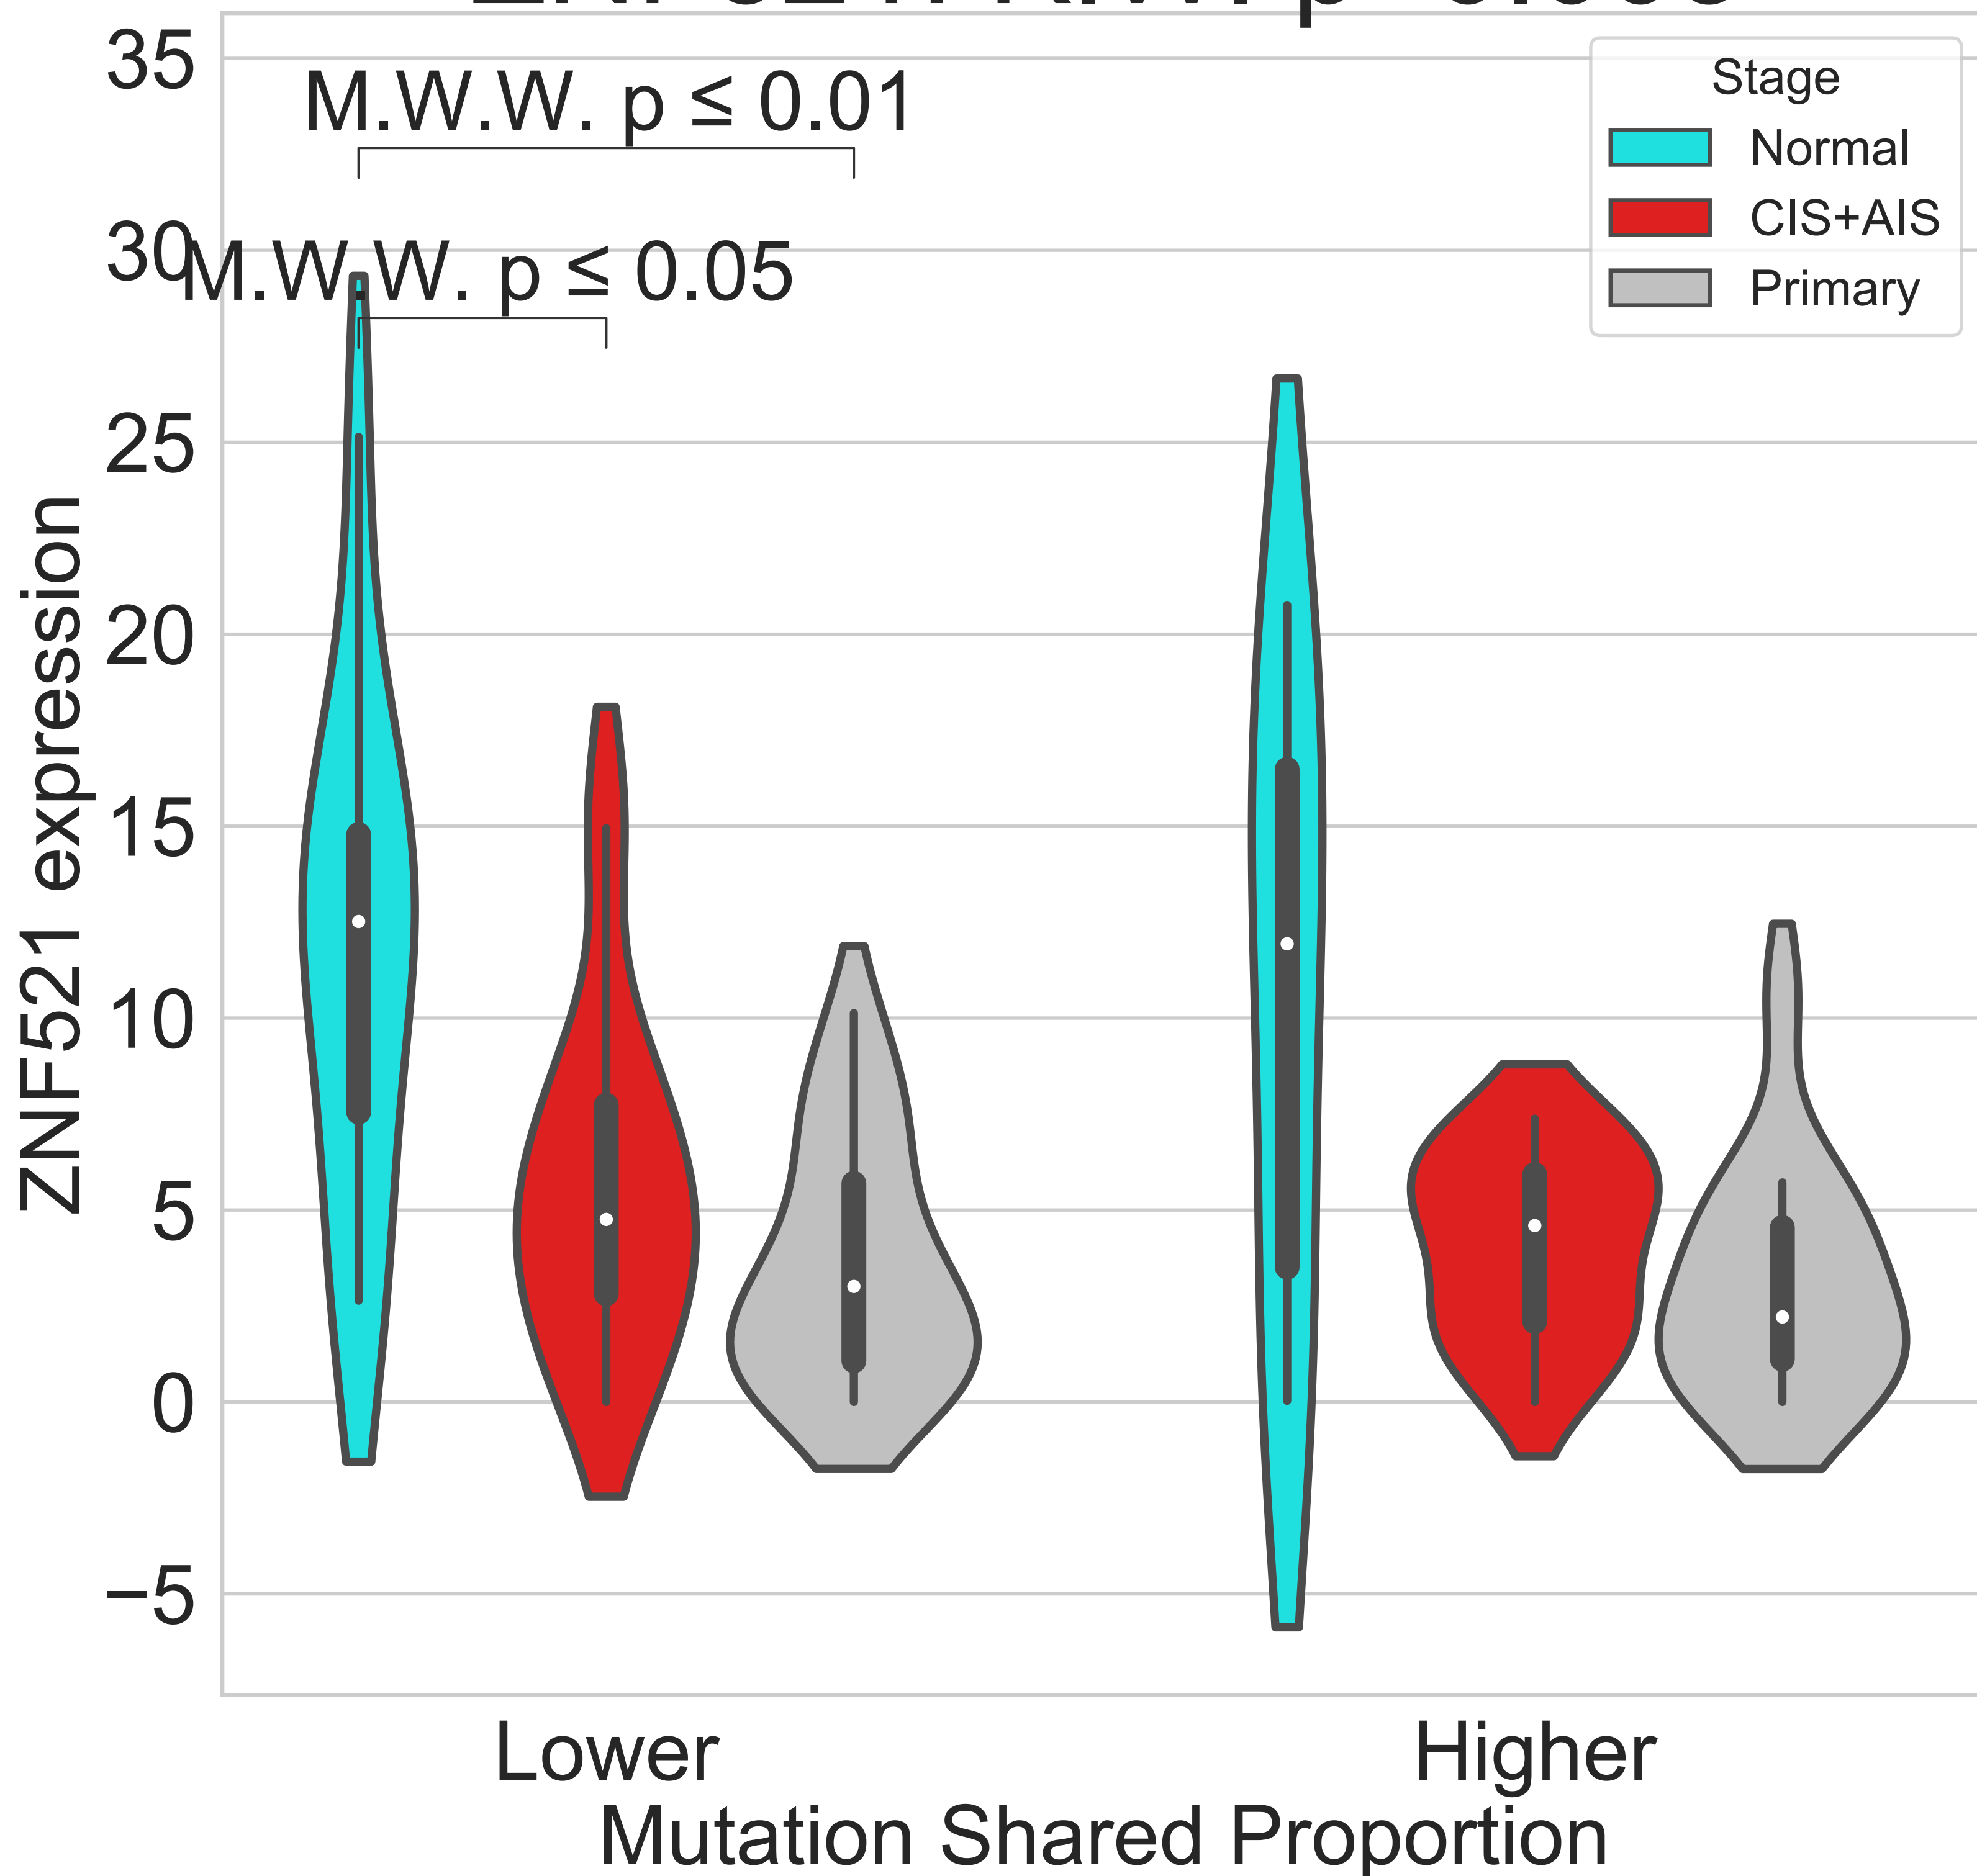 35
M.W.W. p ≤ 0.01
Stage
Normal
CIS+AIS
Primary
30
M.W.W. p ≤ 0.05
25
20
15
10
5
0
−5
ZNF521 expression
Lower
Higher
Mutation Shared Proportion